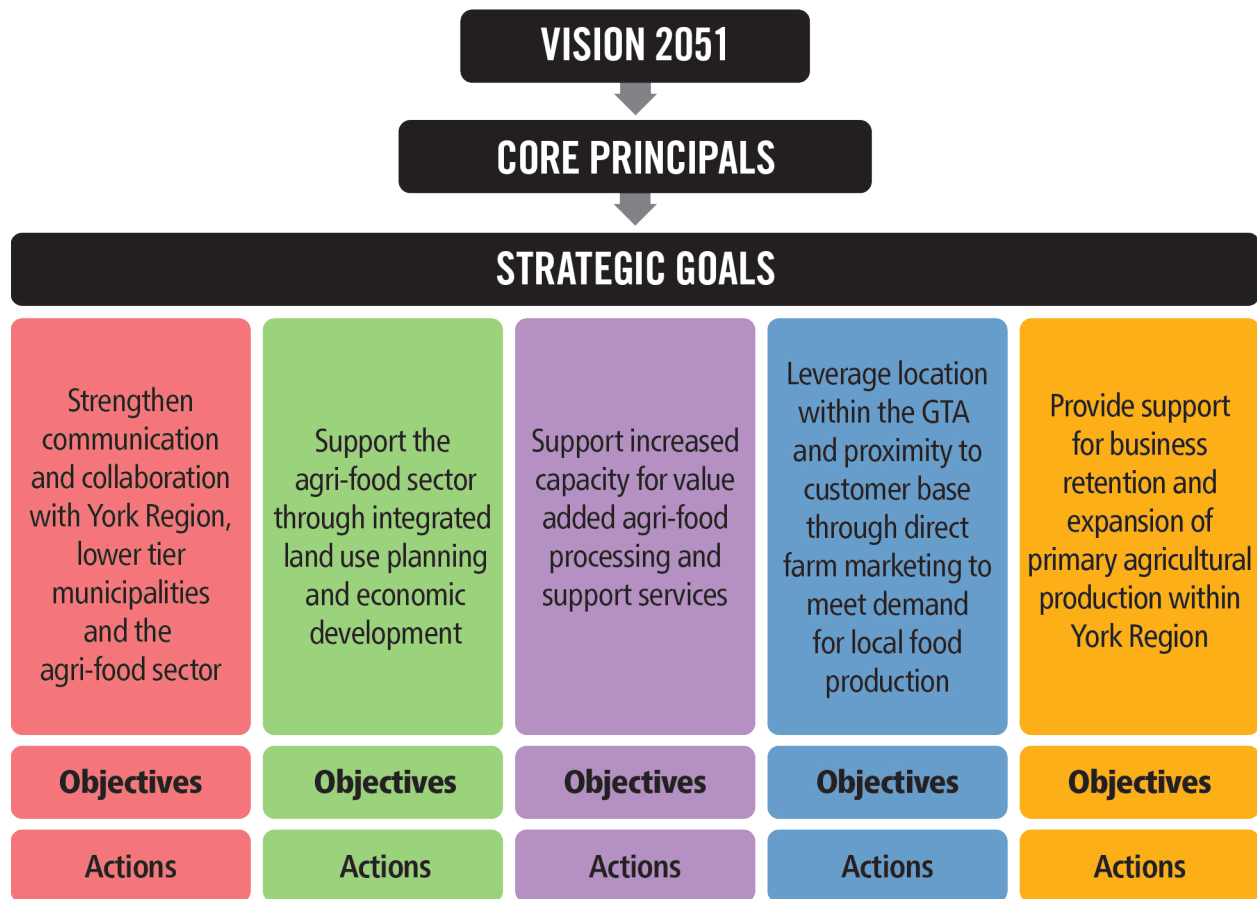 VISION 2051
CORE PRINCIPALS
STRATEGIC GOALS
Strengthen
communication
and collaboration
with York Region,
lower tier
municipalities
and the
agri-food sector
Support the
agri-food sector
through integrated
land use planning
and economic
development
Support increased
capacity for value
added agri-food
processing and
support services
Leverage location
within the GTA
and proximity to
customer base
through direct
farm marketing to
meet demand
for local food
production
Provide support
for business
retention and
expansion of
primary agricultural
production within
York Region
Objectives
Objectives
Objectives
Objectives
Objectives
Actions
Actions
Actions
Actions
Actions